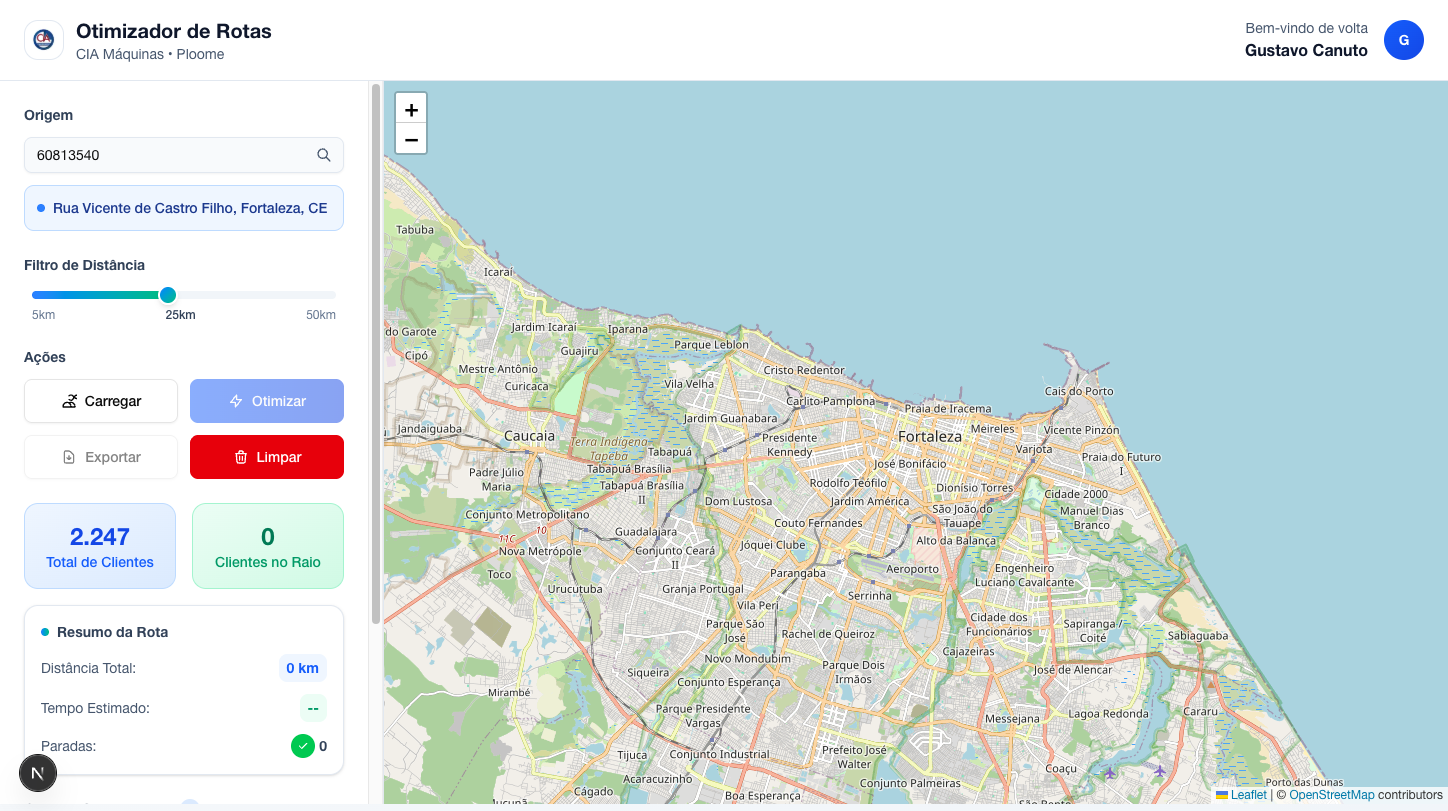 Otimizador de Rotas
CIA Máquinas • Ploome
Bem-vindo de volta
Gustavo Canuto
G
Origem
60813540
Rua Vicente de Castro Filho, Fortaleza, CE
Filtro de Distância
5km
25km
50km
Ações
Carregar
Otimizar
Exportar
Limpar
2.247
Total de Clientes
0
Clientes no Raio
Resumo da Rota
Distância Total:
0 km
Tempo Estimado:
--
Paradas:
0
N
+
−
Tabuba
Icaraí
do Garote
Jardim Icaraí
Iparana
Cipó
Guajiru
Parque Leblon
Mestre Antônio
Curicaca
Vila Velha
Cristo Redentor
Cais do Porto
Carlito Pamplona
Praia de Iracema
Jardim Guanabara
Jandaiguaba
Caucaia
Terra Indígena
Tapeba
Tabapuá
Presidente
Kennedy
Fortaleza
Meireles
Vicente Pinzón
Varjota
Praia do Futuro
I
José Bonifácio
Padre Júlio
Maria
Tabapuá Brasília
Tabapuá Brasília
II
Rodolfo Teófilo
Dionísio Torres
Cidade 2000
Dom Lustosa
Jardim América
São João do
Tauape
Manuel Dias
Branco
Conjunto Metropolitano
10
11C
Couto Fernandes
Guadalajara
Nova Metrópole
Conjunto Ceará
II
Jóquei Clube
Alto da Balança
Toco
Parangaba
Aeroporto
Engenheiro
Luciano Cavalcante
Urucutuba
Granja Portugal
Serrinha
Vila Peri
Parque São
José
Rachel de Queiroz
Cidade dos
Funcionários
Sapiranga /
Coité
Sabiaguaba
Cajazeiras
Siqueira
Novo Mondubim
Parque Dois
Irmãos
José de Alencar
Mirambé
Conjunto Esperança
Parque Presidente
Vargas
Messejana
Lagoa Redonda
Cararu
Tijuca
Conjunto Industrial
Prefeito José
Walter
Coaçu
Acaracuzinho
Cágado
Boa Esperança
Conjunto Palmeiras
Porto das Dunas
São Bento
Leaflet | © OpenStreetMap contributors